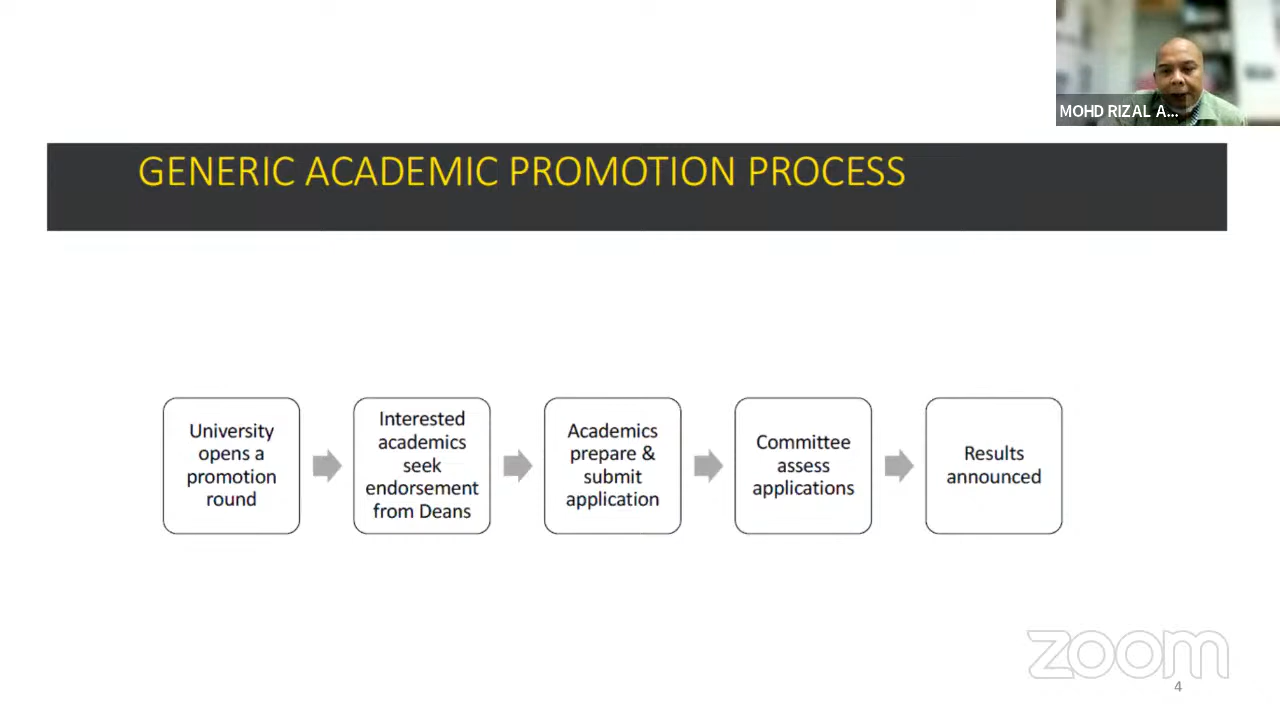 MOHD RIZAL A...
GENERIC ACADEMIC PROMOTION PROCESS
University
opens a
promotion
round
Interested
academics
seek
endorsement
from Deans
Academics
prepare &
submit
application
Committee
assess
applications
Results
announced
zoom
4